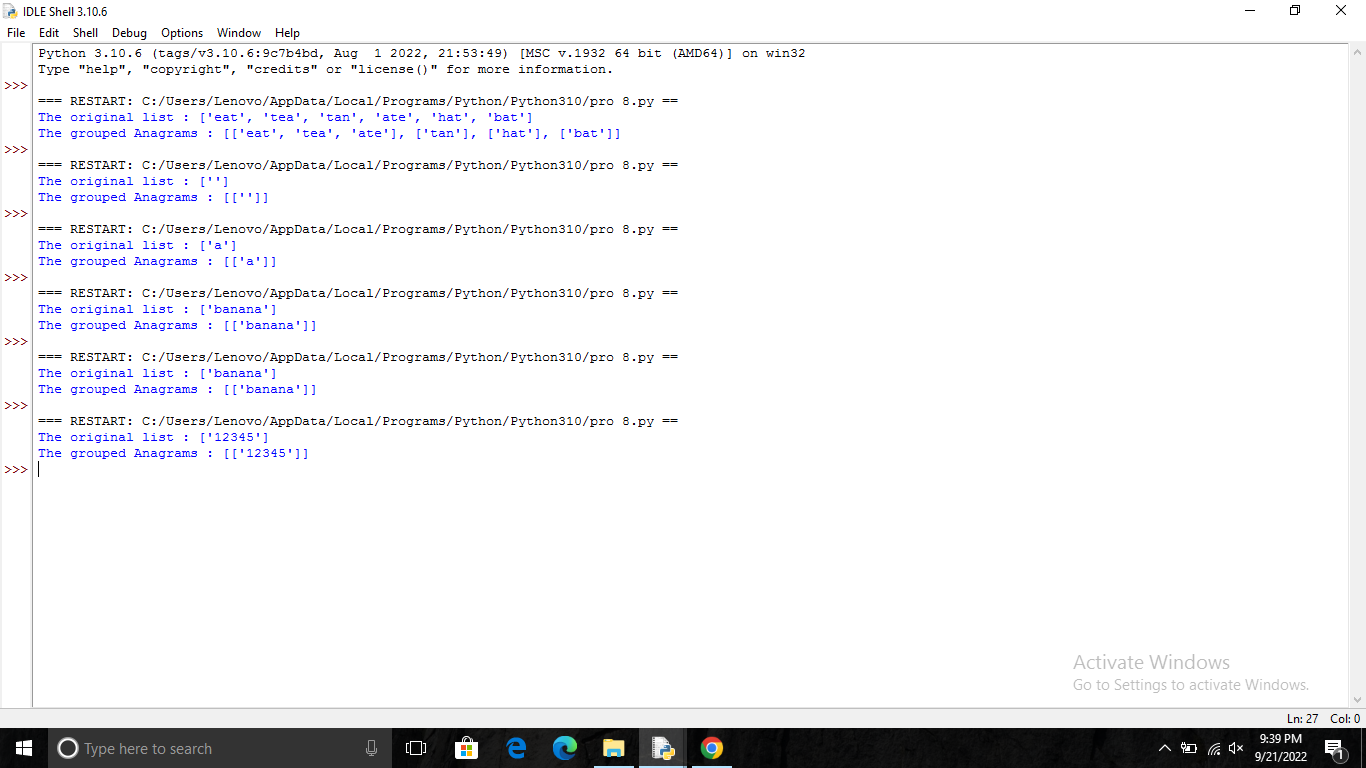 IDLE Shell 3.10.6
File Edit Shell Debug Options Window Help
Python 3.10.6 (tags/v3.10.6:9c7b4bd, Aug  1 2022, 21:53:49) [MSC v.1932 64 bit (AMD64)] on win32
Type "help", "copyright", "credits" or "license()" for more information.
>>>
=== RESTART: C:/Users/Lenovo/AppData/Local/Programs/Python/Python310/pro 8.py ==
The original list : ['eat', 'tea', 'tan', 'ate', 'hat', 'bat']
The grouped Anagrams : [['eat', 'tea', 'ate'], ['tan'], ['hat'], ['bat']]
>>>
=== RESTART: C:/Users/Lenovo/AppData/Local/Programs/Python/Python310/pro 8.py ==
The original list : ['']
The grouped Anagrams : [['']]
>>>
=== RESTART: C:/Users/Lenovo/AppData/Local/Programs/Python/Python310/pro 8.py ==
The original list : ['a']
The grouped Anagrams : [['a']]
>>>
=== RESTART: C:/Users/Lenovo/AppData/Local/Programs/Python/Python310/pro 8.py ==
The original list : ['banana']
The grouped Anagrams : [['banana']]
>>>
=== RESTART: C:/Users/Lenovo/AppData/Local/Programs/Python/Python310/pro 8.py ==
The original list : ['banana']
The grouped Anagrams : [['banana']]
>>>
=== RESTART: C:/Users/Lenovo/AppData/Local/Programs/Python/Python310/pro 8.py ==
The original list : ['12345']
The grouped Anagrams : [['12345']]
>>>
Activate Windows
Go to Settings to activate Windows.
Ln: 27 Col: 0
Type here to search
9:39 PM
9/21/2022
1